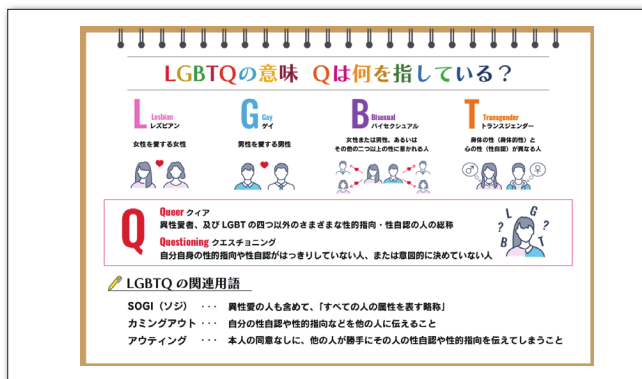 LGBTQの意味 Qは何を指している？
L Lesbian
レズビアン
女性を愛する女性
G Gay
ゲイ
男性を愛する男性
B Bisexual
バイセクシュアル
女性または男性、あるいは
その他の二つ以上の性に惹かれる人
T Transgender
トランスジェンダー
身体の性（身体的性）と
心の性（性自認）が異なる人
Q
Queer クィア
異性愛者、及びLGBTの四つ以外のさまざまな性的指向・性自認の人の総称
Questioning クエスチョニング
自分自身の性的指向や性自認がはっきりしていない人、または意図的に決めていない人
L G
? ?
B T
LGBTQの関連用語
SOGI（ソジ） ··· 異性愛の人も含めて、「すべての人の属性を表す略称」
カミングアウト ··· 自分の性自認や性的指向などを他の人に伝えること
アウティング ··· 本人の同意なしに、他の人が勝手にその人の性自認や性的指向を伝えてしまうこと